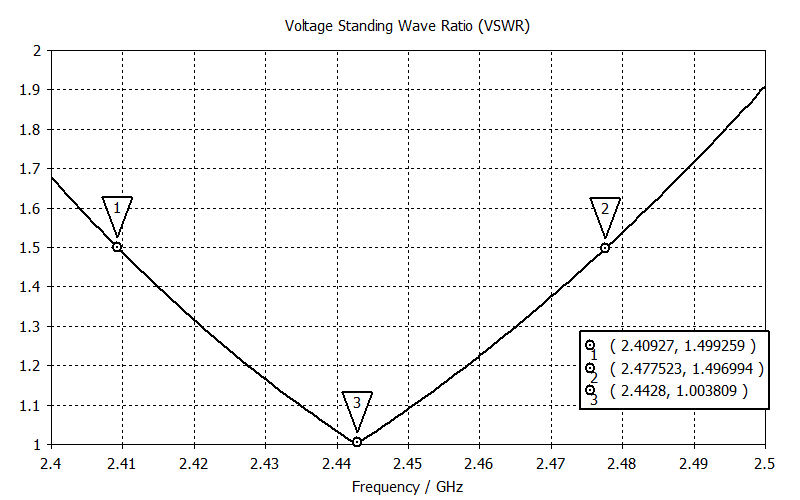 Voltage Standing Wave Ratio (VSWR)
2
1.9
1.8
1.7
1.6
1.5
1.4
1.3
1.2
1.1
1
1
2
3
1 ( 2.40927, 1.499259 )
2 ( 2.477523, 1.496994 )
3 ( 2.4428, 1.003809 )
2.4 2.41 2.42 2.43 2.44 2.45 2.46 2.47 2.48 2.49 2.5
Frequency / GHz